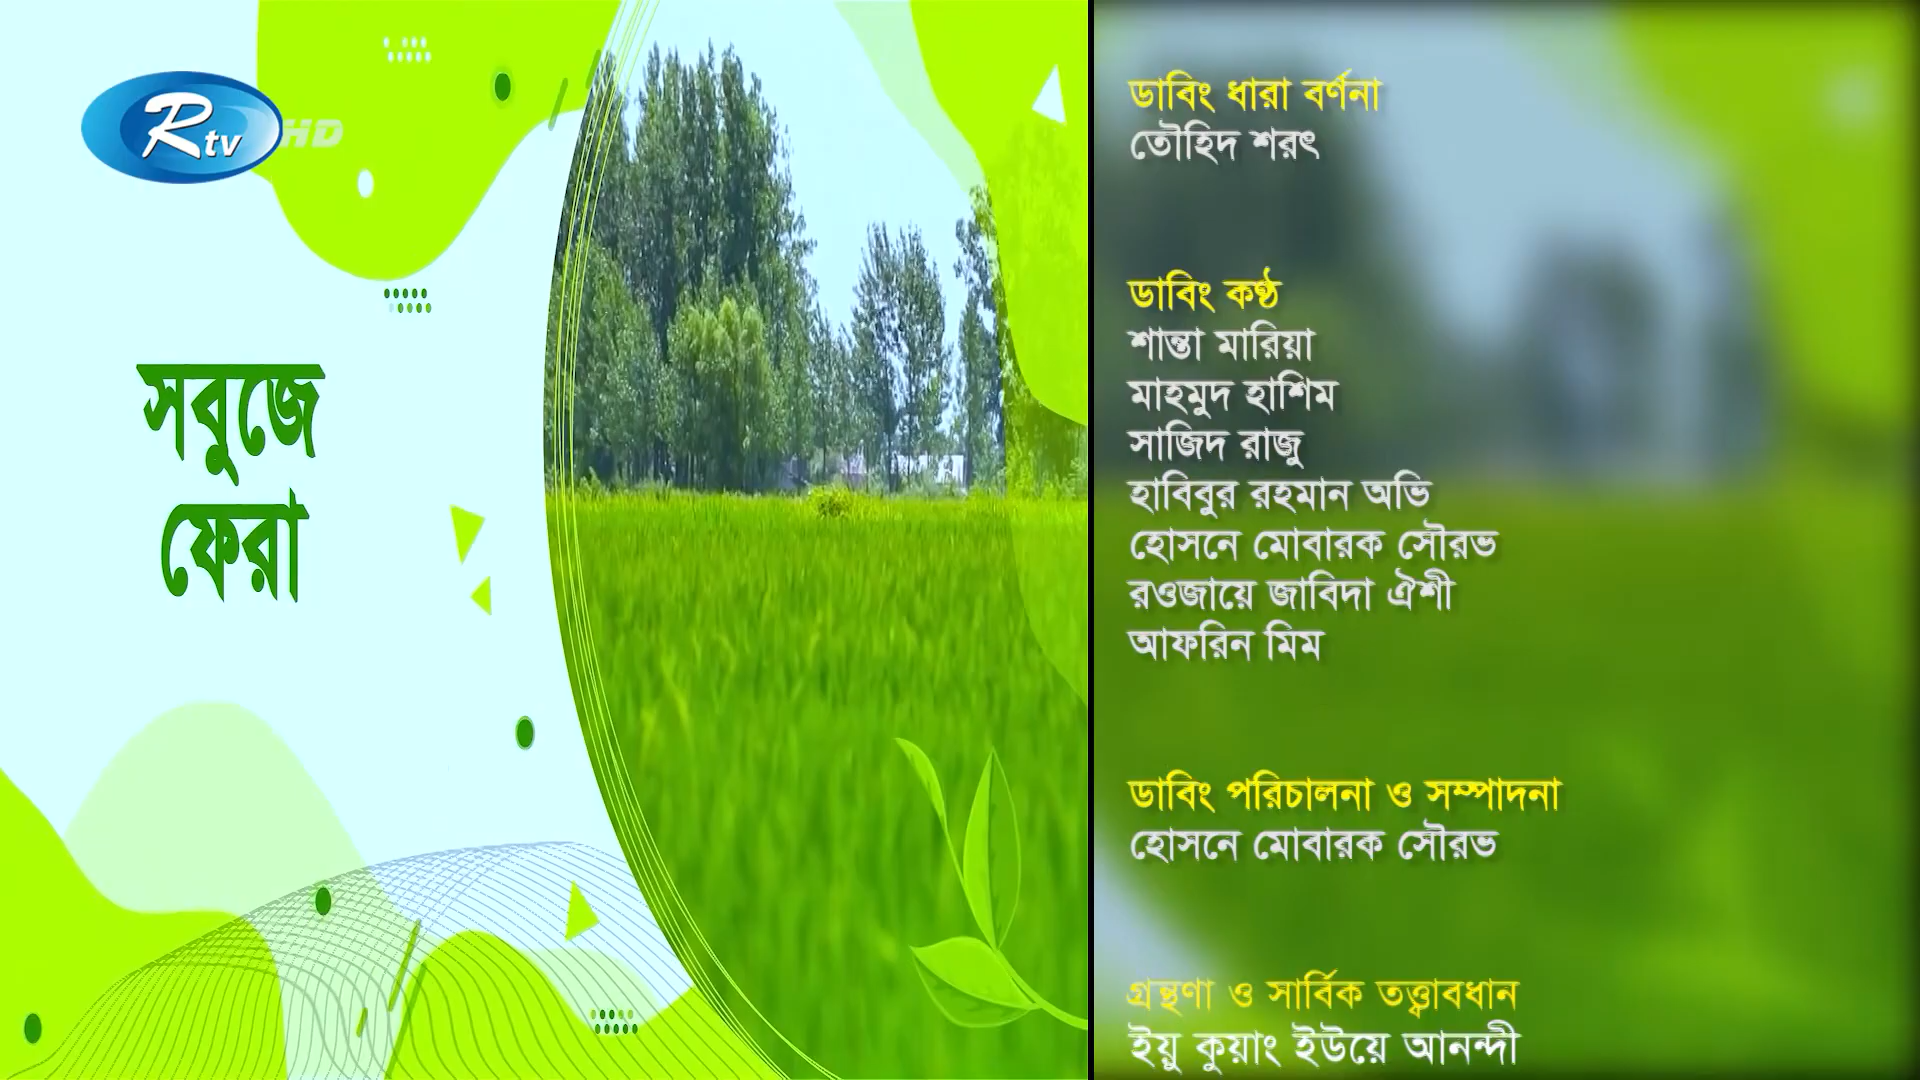 Rtv HD
সবুজে
ফেরা
ডাবিং ধারা বর্ণনা
তৌহিদ শরৎ
ডাবিং কণ্ঠ
শান্তা মারিয়া
মাহমুদ হাশিম
সাজিদ রাজু
হাবিবুর রহমান অভি
হোসনে মোবারক সৌরভ
রওজায়ে জাবিদা ঐশী
আফরিন মিম
ডাবিং পরিচালনা ও সম্পাদনা
হোসনে মোবারক সৌরভ
গ্রন্থণা ও সার্বিক তত্ত্বাবধান
ইয়ু কুয়াং ইউয়ে আনন্দী